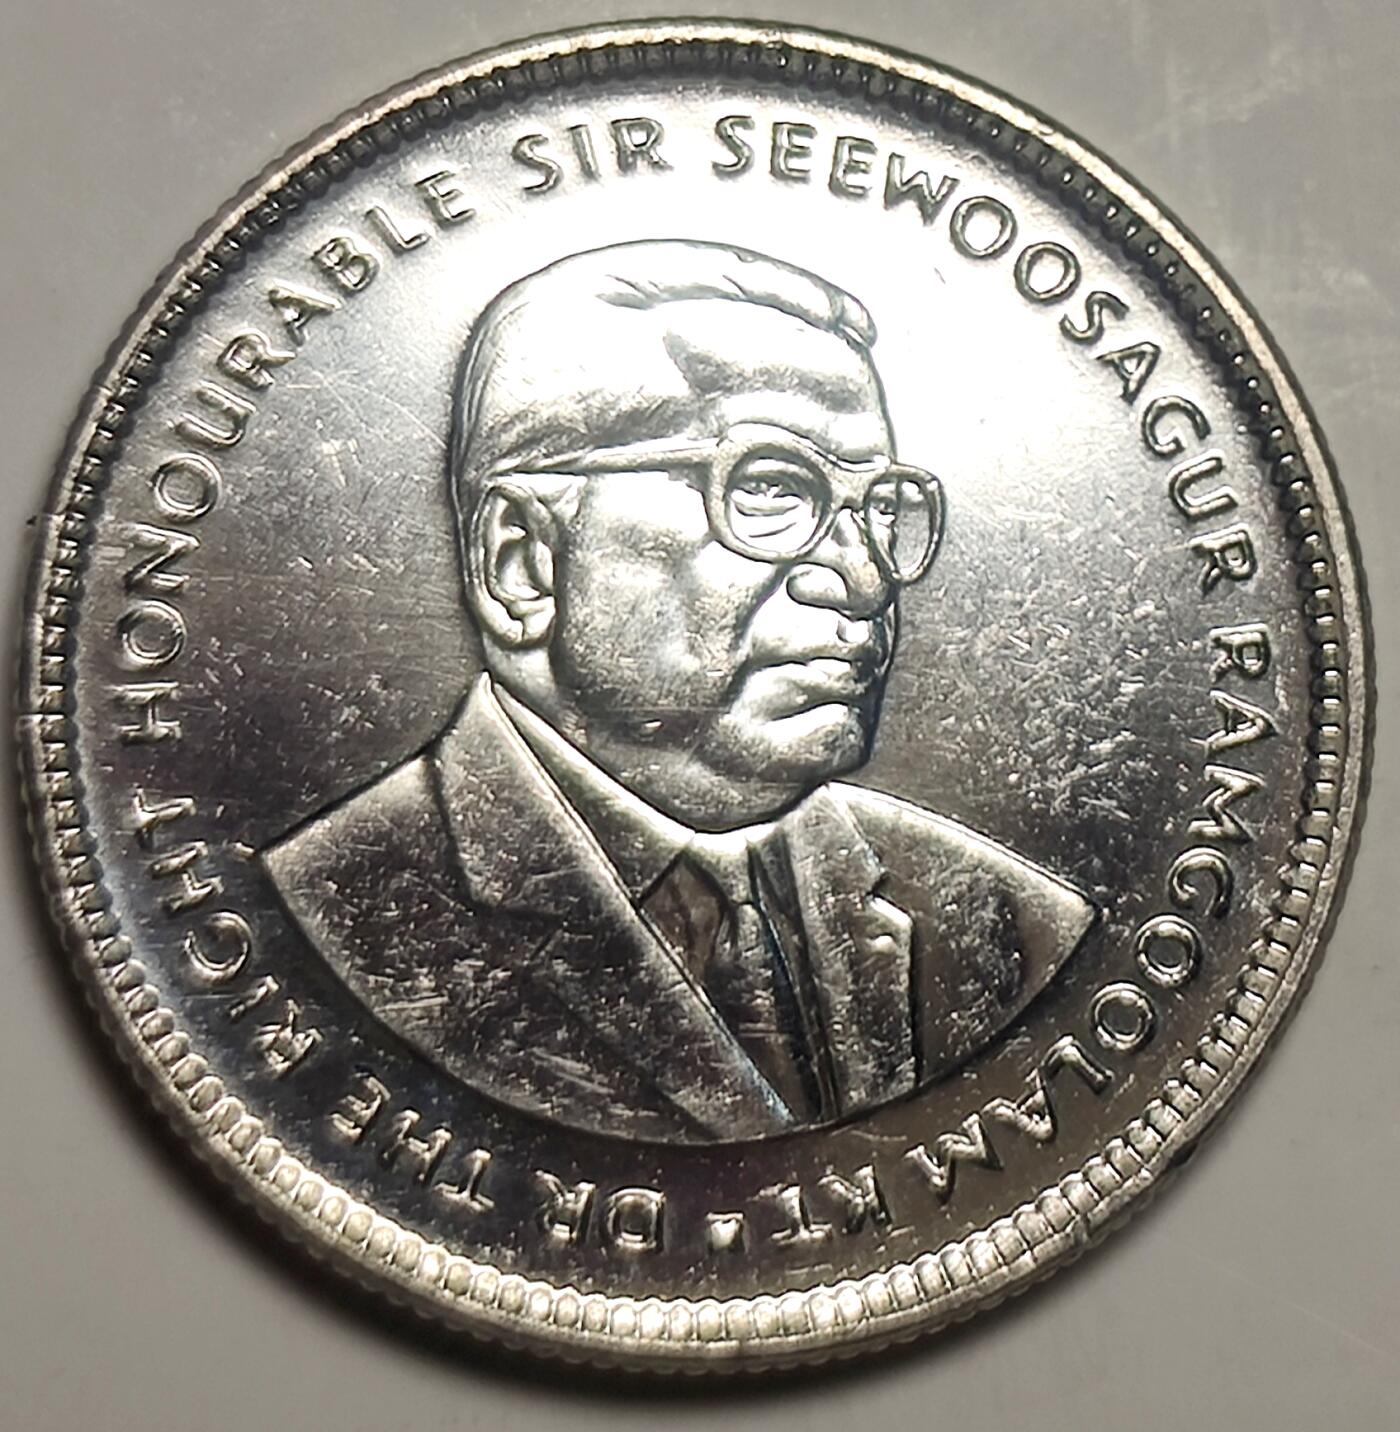 DR THE RIGHT HONOURABLE SIR SEEWOOSAGUR RAMGOOLAM KT.